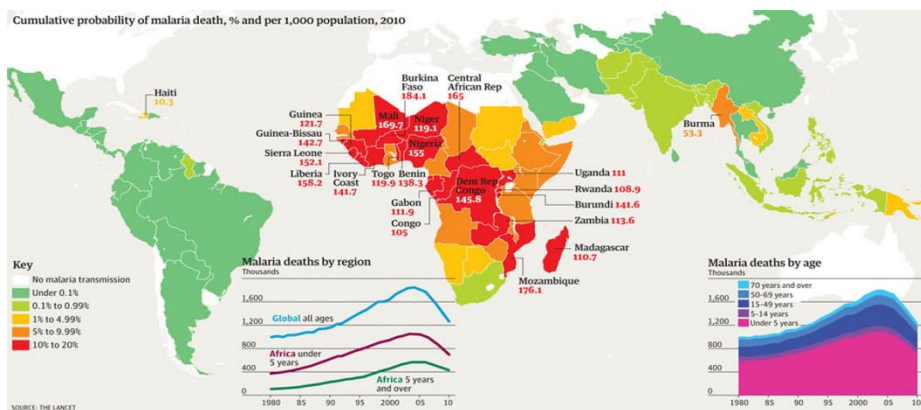 Cumulative probability of malaria death, % and per 1,000 population, 2010
Haiti
10.3
Burkina
Faso
184.1
Central
African Rep
165
Guinea
121.7
Mali
169.7
Niger
119.1
Guinea-Bissau
142.7
Nigeria
155
Burma
53.3
Sierra Leone
152.1
Liberia
158.2
Ivory
Coast
141.7
Togo
119.9
Benin
138.3
Uganda 111
Dem Rep
Congo
145.8
Rwanda 108.9
Gabon
111.9
Burundi 141.6
Congo
105
Zambia 113.6
Madagascar
110.7
Mozambique
176.1
Key
No malaria transmission
Under 0.1%
0.1% to 0.99%
1% to 4.99%
5% to 9.99%
10% to 20%
Malaria deaths by region
Thousands
1,600
1,200
800
400
0
Global all ages
Africa under
5 years
Africa 5 years
and over
1980
85
90
95
2000
05
10
Malaria deaths by age
Thousands
70 years and over
50-69 years
15-49 years
5-14 years
Under 5 years
1,600
1,200
800
400
0
1980
85
90
95
2000
05
10
SOURCE: THE LANCET